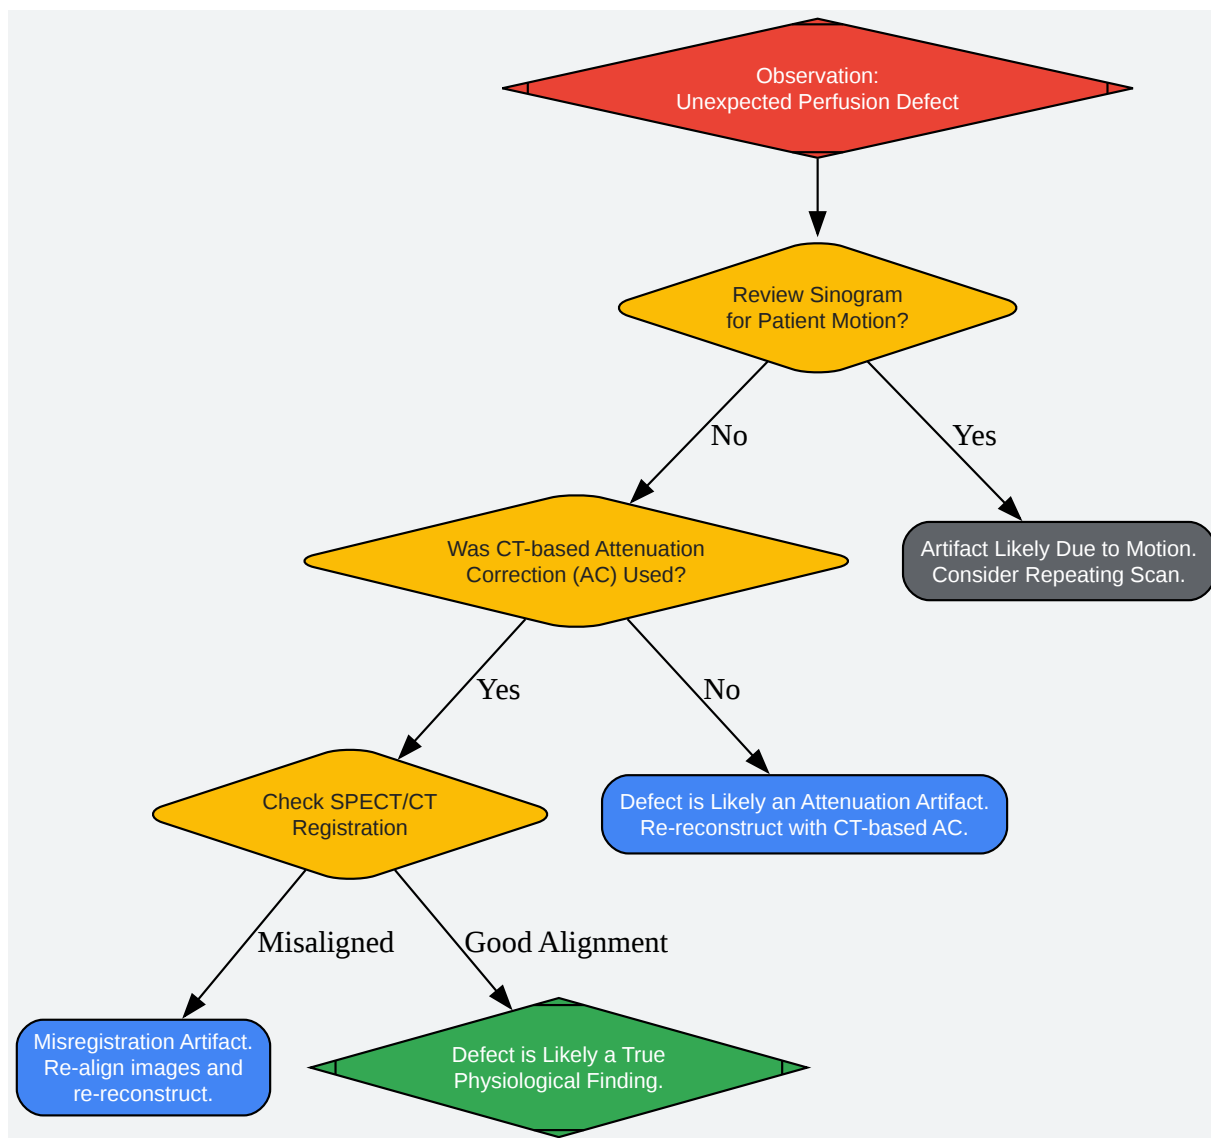 Observation:
Unexpected Perfusion Defect
Review Sinogram
for Patient Motion?
No
Yes
Was CT-based Attenuation
Correction (AC) Used?
Artifact Likely Due to Motion.
Consider Repeating Scan.
Yes
No
Check SPECT/CT
Registration
Defect is Likely an Attenuation Artifact.
Re-reconstruct with CT-based AC.
Misaligned
Good Alignment
Misregistration Artifact.
Re-align images and
re-reconstruct.
Defect is Likely a True
Physiological Finding.